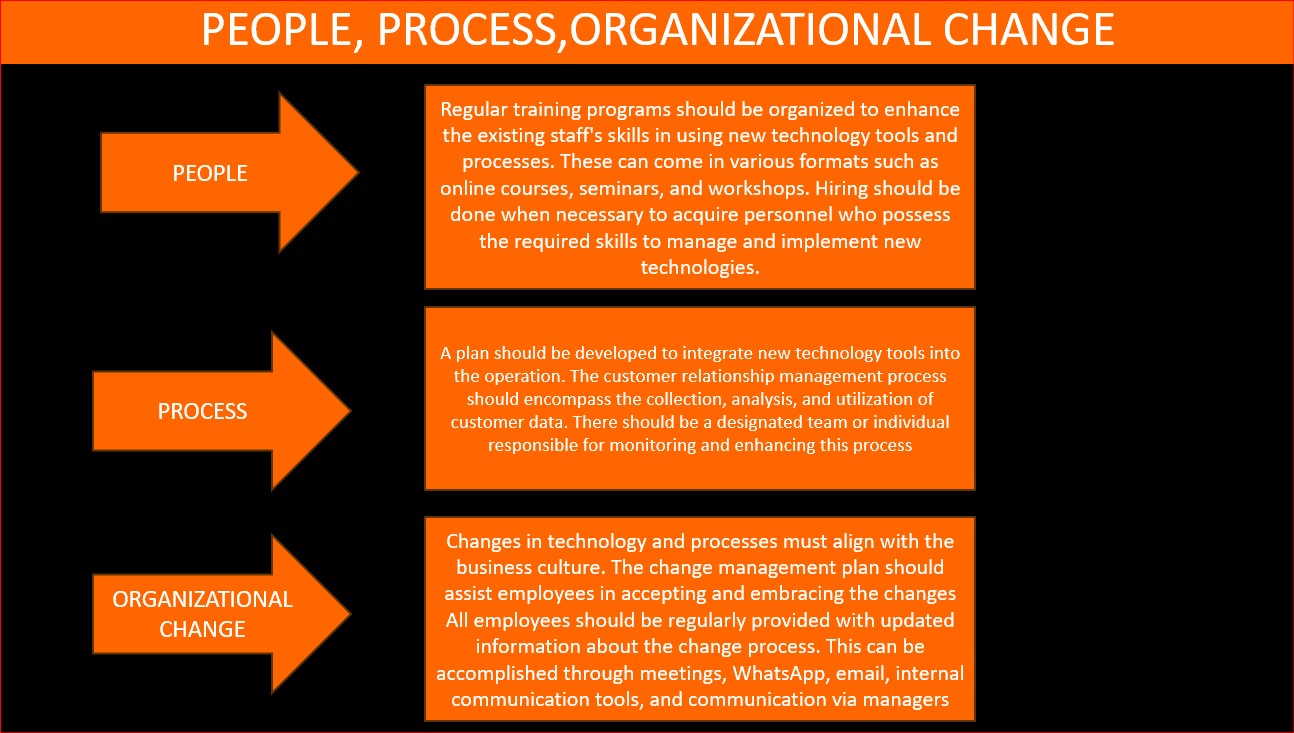 PEOPLE, PROCESS,ORGANIZATIONAL CHANGE
PEOPLE
Regular training programs should be organized to enhance
the existing staff's skills in using new technology tools and
processes. These can come in various formats such as
online courses, seminars, and workshops. Hiring should be
done when necessary to acquire personnel who possess
the required skills to manage and implement new
technologies.
PROCESS
A plan should be developed to integrate new technology tools into
the operation. The customer relationship management process
should encompass the collection, analysis, and utilization of
customer data. There should be a designated team or individual
responsible for monitoring and enhancing this process
ORGANIZATIONAL
CHANGE
Changes in technology and processes must align with the
business culture. The change management plan should
assist employees in accepting and embracing the changes
All employees should be regularly provided with updated
information about the change process. This can be
accomplished through meetings, WhatsApp, email, internal
communication tools, and communication via managers